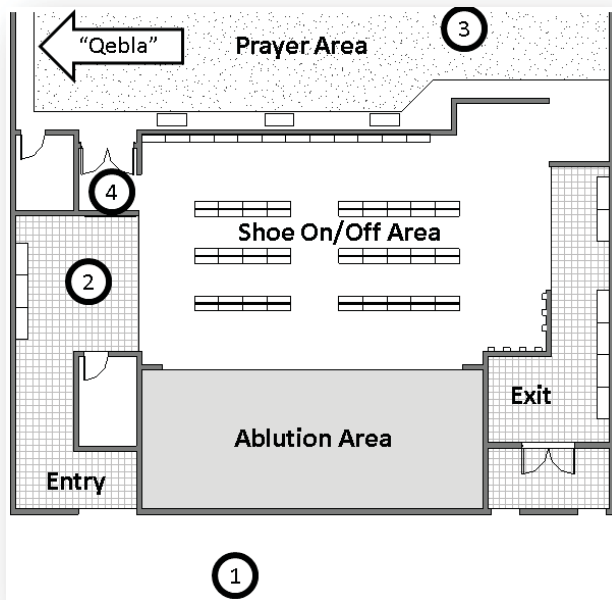 3
“Qebla”
Prayer Area
4
Shoe On/Off Area
2
Exit
Ablution Area
Entry
1